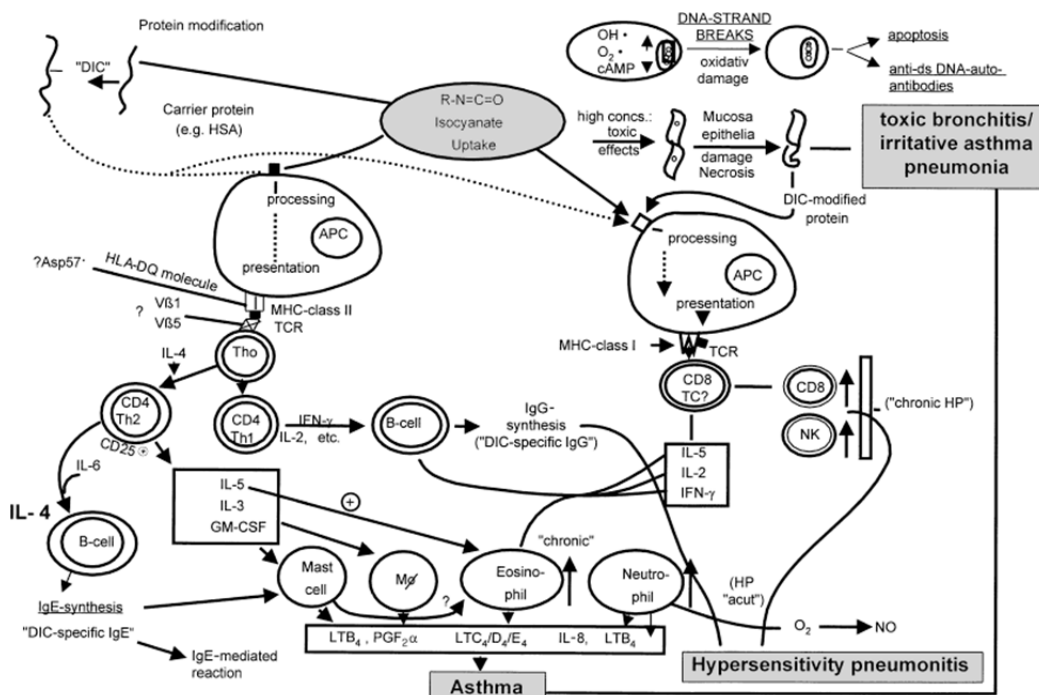 Protein modification
"DIC"
Carrier protein
(e.g. HSA)
R-N=C=O
Isocyanate
Uptake
OH •
O₂ •
cAMP
DNA-STRAND
BREAKS
oxidativ
damage
apoptosis
anti-ds DNA-auto-
antibodies
high concs.:
toxic
effects
Mucosa
epithelia
damage
Necrosis
toxic bronchitis/
irritative asthma
pneumonia
DIC-modified
protein
processing
APC
presentation
processing
APC
presentation
?Asp57⁻
HLA-DQ molecule
Vß1
?
Vß5
MHC-class II
TCR
MHC-class I
TCR
Tho
IL-4
CD4
Th2
CD25 ⊕
CD4
Th1
IFN-γ
IL-2, etc.
B-cell
IgG-
synthesis
("DIC-specific IgG")
CD8
TC?
CD8
NK
("chronic HP")
IL-5
IL-2
IFN-γ
IL-6
IL- 4
B-cell
IL-5
IL-3
GM-CSF
+
"chronic"
Mast
cell
Mø
?
Eosino-
phil
Neutro-
phil
(HP
"acut")
IgE-synthesis
"DIC-specific IgE"
IgE-mediated
reaction
LTB₄ , PGF₂α LTC₄/D₄/E₄ IL-8, LTB₄
O₂
NO
Asthma
Hypersensitivity pneumonitis